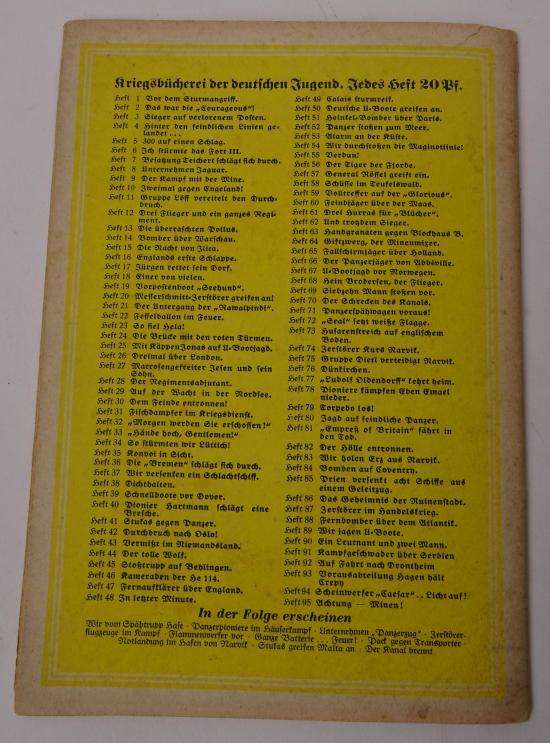 Kriegsbücherei der deutschen Jugend. Jedes Heft 20 Pf.
Heft 1 Vor dem Sturmangriff.
Heft 2 Das war die „Courageous“!
Heft 3 Sieger auf verlorenem Posten.
Heft 4 Hinter den feindlichen Linien ge-
landet ...
Heft 5 300 auf einen Schlag.
Heft 6 Ich stürmte das Fort III.
Heft 7 Besatzung Teichert schlägt sich durch.
Heft 8 Unternehmen Jaguar.
Heft 9 Der Kampf mit der Mine.
Heft 10 Zweimal gegen Engeland!
Heft 11 Gruppe Löff vereitelt den Durch-
bruch.
Heft 12 Drei Flieger und ein ganzes Regi-
ment.
Heft 13 Die überraschten Poilus.
Heft 14 Bomber über Warschau.
Heft 15 Die Nacht von Ilita.
Heft 16 Englands erste Schlappe.
Heft 17 Jürgen rettet sein Dorf.
Heft 18 Einer von vielen.
Heft 19 Vorpostenboot „Seehund“.
Heft 20 Messerschmitt-Zerstörer greifen an!
Heft 21 Der Untergang der „Rawalpindi“.
Heft 22 Fesselballon im Feuer.
Heft 23 So fiel Hela!
Heft 24 Die Brücke mit den roten Türmen.
Heft 25 Mit Käppen Jonas auf U-Bootjagd.
Heft 26 Dreimal über London.
Heft 27 Matrosengefreiter Jesen und sein
Sohn.
Heft 28 Der Regimentsadjutant.
Heft 29 Auf der Wacht in der Nordsee.
Heft 30 Dem Feinde entronnen!
Heft 31 Fischdampfer im Kriegsdienst.
Heft 32 „Morgen werden Sie erschossen!“
Heft 33 „Hände hoch, Gentlemen!“
Heft 34 So stürmten wir Lüttich!
Heft 35 Konvoi in Sicht.
Heft 36 Die „Bremen“ schlägt sich durch.
Heft 37 Wir versenken ein Schlachtschiff.
Heft 38 Dichthalten.
Heft 39 Schnellboote vor Dover.
Heft 40 Pionier Hartmann schlägt eine
Bresche.
Heft 41 Stukas gegen Panzer.
Heft 42 Durchbruch nach Oslo!
Heft 43 Vermißt im Niemandsland.
Heft 44 Der tolle Wolf.
Heft 45 Stoßtrupp auf Behlingen.
Heft 46 Kameraden der He 114.
Heft 47 Fernaufklärer über England.
Heft 48 In letzter Minute.
Heft 49 Calais sturmreif.
Heft 50 Deutsche U-Boote greifen an.
Heft 51 Heinkel-Bomber über Paris.
Heft 52 Panzer stoßen zum Meer.
Heft 53 Alarm an der Küste.
Heft 54 Wir durchstoßen die Maginotlinie!
Heft 55 Verdun!
Heft 56 Der Tiger der Fjorde.
Heft 57 General Nössel greift ein.
Heft 58 Schüsse im Teufelswald.
Heft 59 Volltreffer auf der „Glorious“.
Heft 60 Feindjäger über der Maas.
Heft 61 Drei Hurras für „Blücher“.
Heft 62 Und trotzdem Sieger.
Heft 63 Handgranaten gegen Blockhaus B.
Heft 64 Giftzwerg, der Minenmixer.
Heft 65 Fallschirmjäger über Holland.
Heft 66 Der Panzerjäger von Abbeville.
Heft 67 U-Bootjagd vor Norwegen.
Heft 68 Hein Brodersen, der Flieger.
Heft 69 Siebzehn Mann stoßen vor.
Heft 70 Der Schrecken des Kanals.
Heft 71 Panzerspähwagen voraus!
Heft 72 „Seal“ setzt weiße Flagge.
Heft 73 Husarenstreich auf englischem
Boden.
Heft 74 Zerstörer Kurs Narvik.
Heft 75 Gruppe Dietl verteidigt Narvik.
Heft 76 Dünkirchen.
Heft 77 „Ludolf Oldendorff“ kehrt heim.
Heft 78 Pioniere kämpfen Eben Emael
nieder.
Heft 79 Torpedo los!
Heft 80 Jagd auf feindliche Panzer.
Heft 81 „Empreß of Britain“ fährt in
den Tod.
Heft 82 Der Hölle entronnen.
Heft 83 Wir holen Erz aus Narvik.
Heft 84 Bomben auf Coventry.
Heft 85 Prien versenkt acht Schiffe aus
einem Geleitzug.
Heft 86 Das Geheimnis der Ruinenstadt.
Heft 87 Zerstörer im Handelskrieg.
Heft 88 Fernbomber über dem Atlantik.
Heft 89 Wir jagen U-Boote.
Heft 90 Ein Leutnant und zwei Mann.
Heft 91 Kampfgeschwader über Serbien
Heft 92 Auf Fahrt nach Drontheim
Heft 93 Vorausabteilung Hagen hält
Crepy
Heft 94 Scheinwerfer „Caesar“ .. Licht auf!
Heft 95 Achtung — Minen!
In der Folge erscheinen
Wir vom Spähtrupp Hase · Panzerpioniere im Häuserkampf · Unternehmen „Panzerzug“ · Zerstörer-
flugzeuge im Kampf · Flammenwerfer vor · Ganze Batterie ... Feuer! · Pack gegen Transporter ·
Notlandung im Hafen von Narvik · Stukas greifen Malta an · Der Kanal brennt